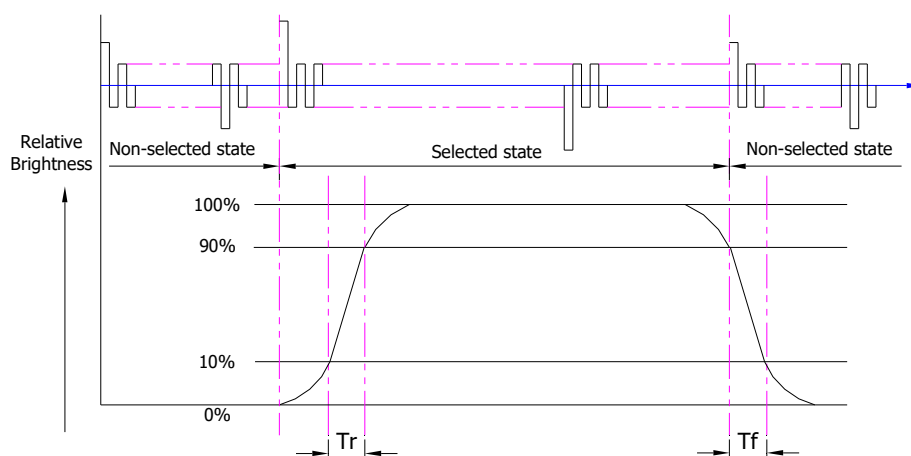 Relative
Brightness
Non-selected state
Selected state
Non-selected state
100%
90%
10%
0%
Tr
Tf